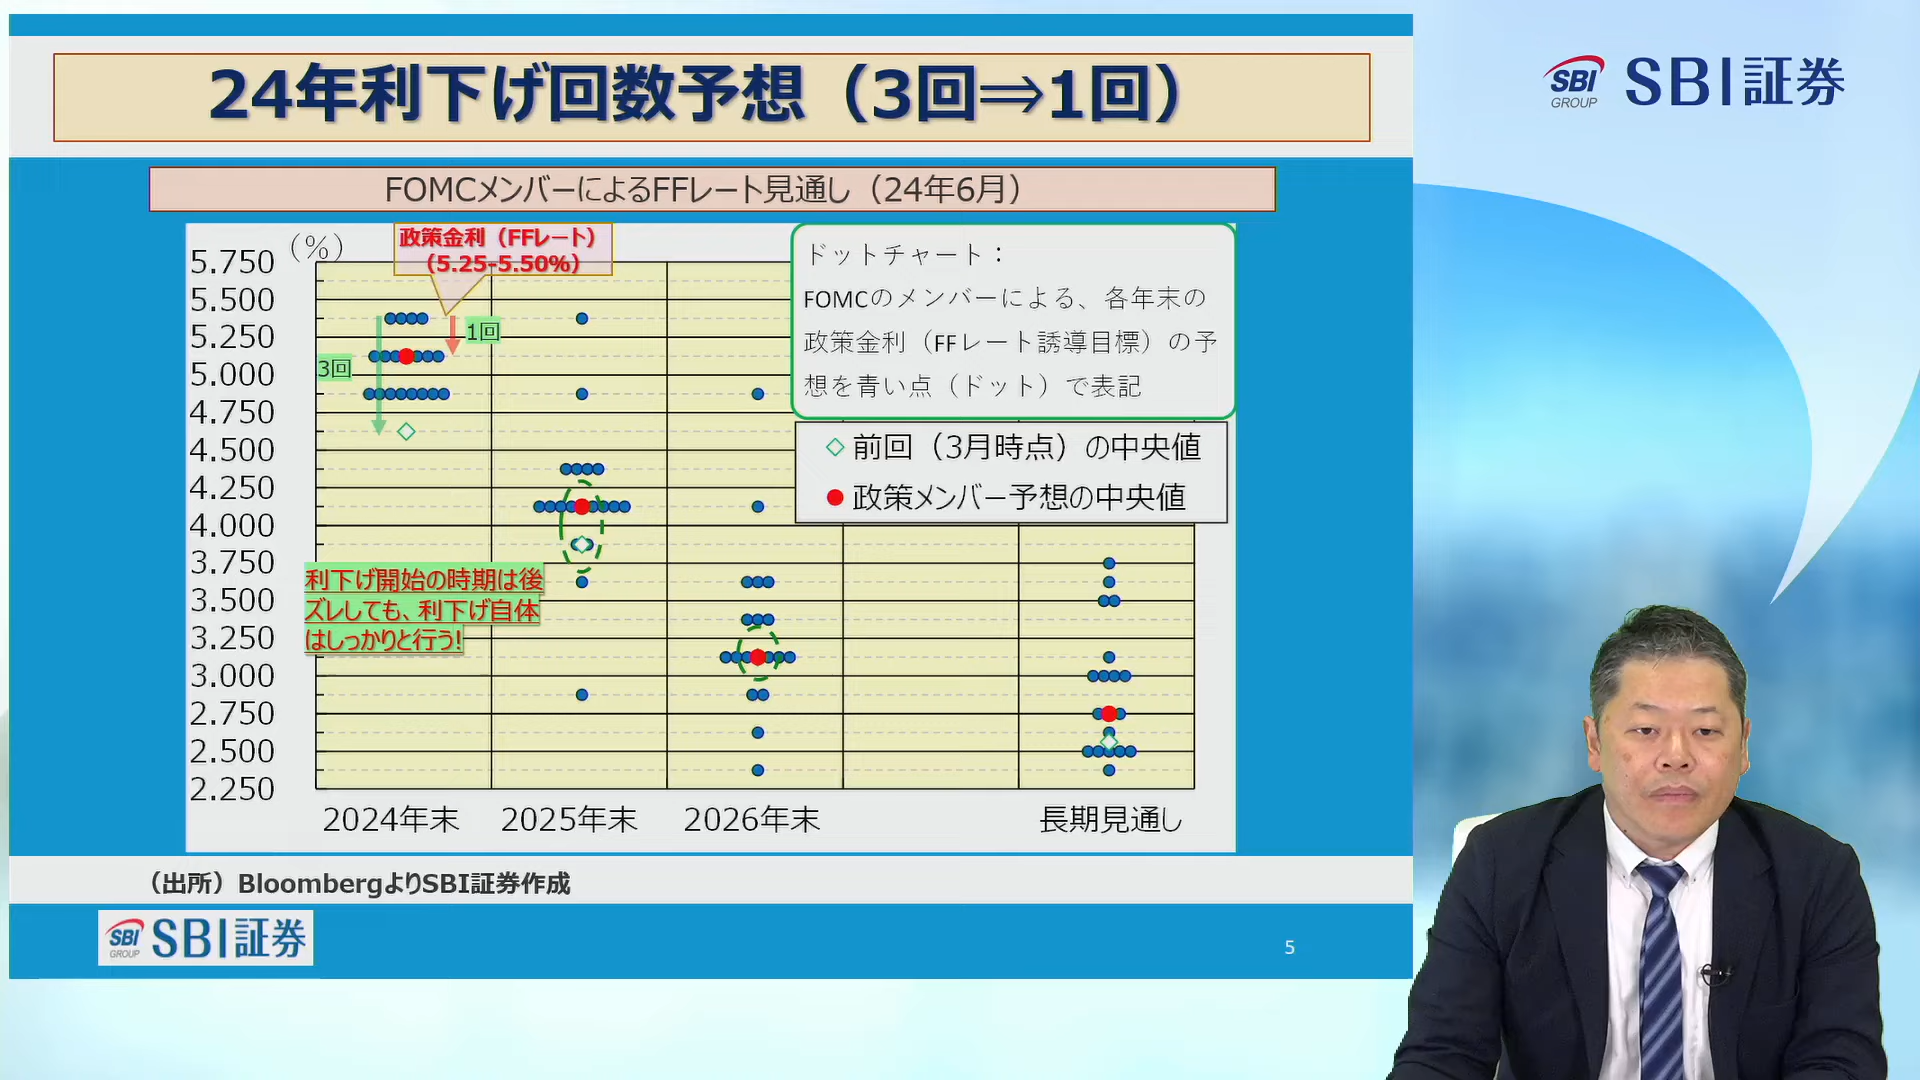 24年利下げ回数予想（3回⇒1回）
SBI GROUP SBI証券
FOMCメンバーによるFFレート見通し（24年6月）
（%）
政策金利（FFレート）
（5.25-5.50%）
1回
3回
5.750
5.500
5.250
5.000
4.750
4.500
4.250
4.000
3.750
3.500
3.250
3.000
2.750
2.500
2.250
ドットチャート：
FOMCのメンバーによる、各年末の
政策金利（FFレート誘導目標）の予
想を青い点（ドット）で表記
前回（3月時点）の中央値
政策メンバー予想の中央値
利下げ開始の時期は後
ズレしても、利下げ自体
はしっかりと行う!
2024年末 2025年末 2026年末 長期見通し
（出所）BloombergよりSBI証券作成
SBI GROUP SBI証券
5